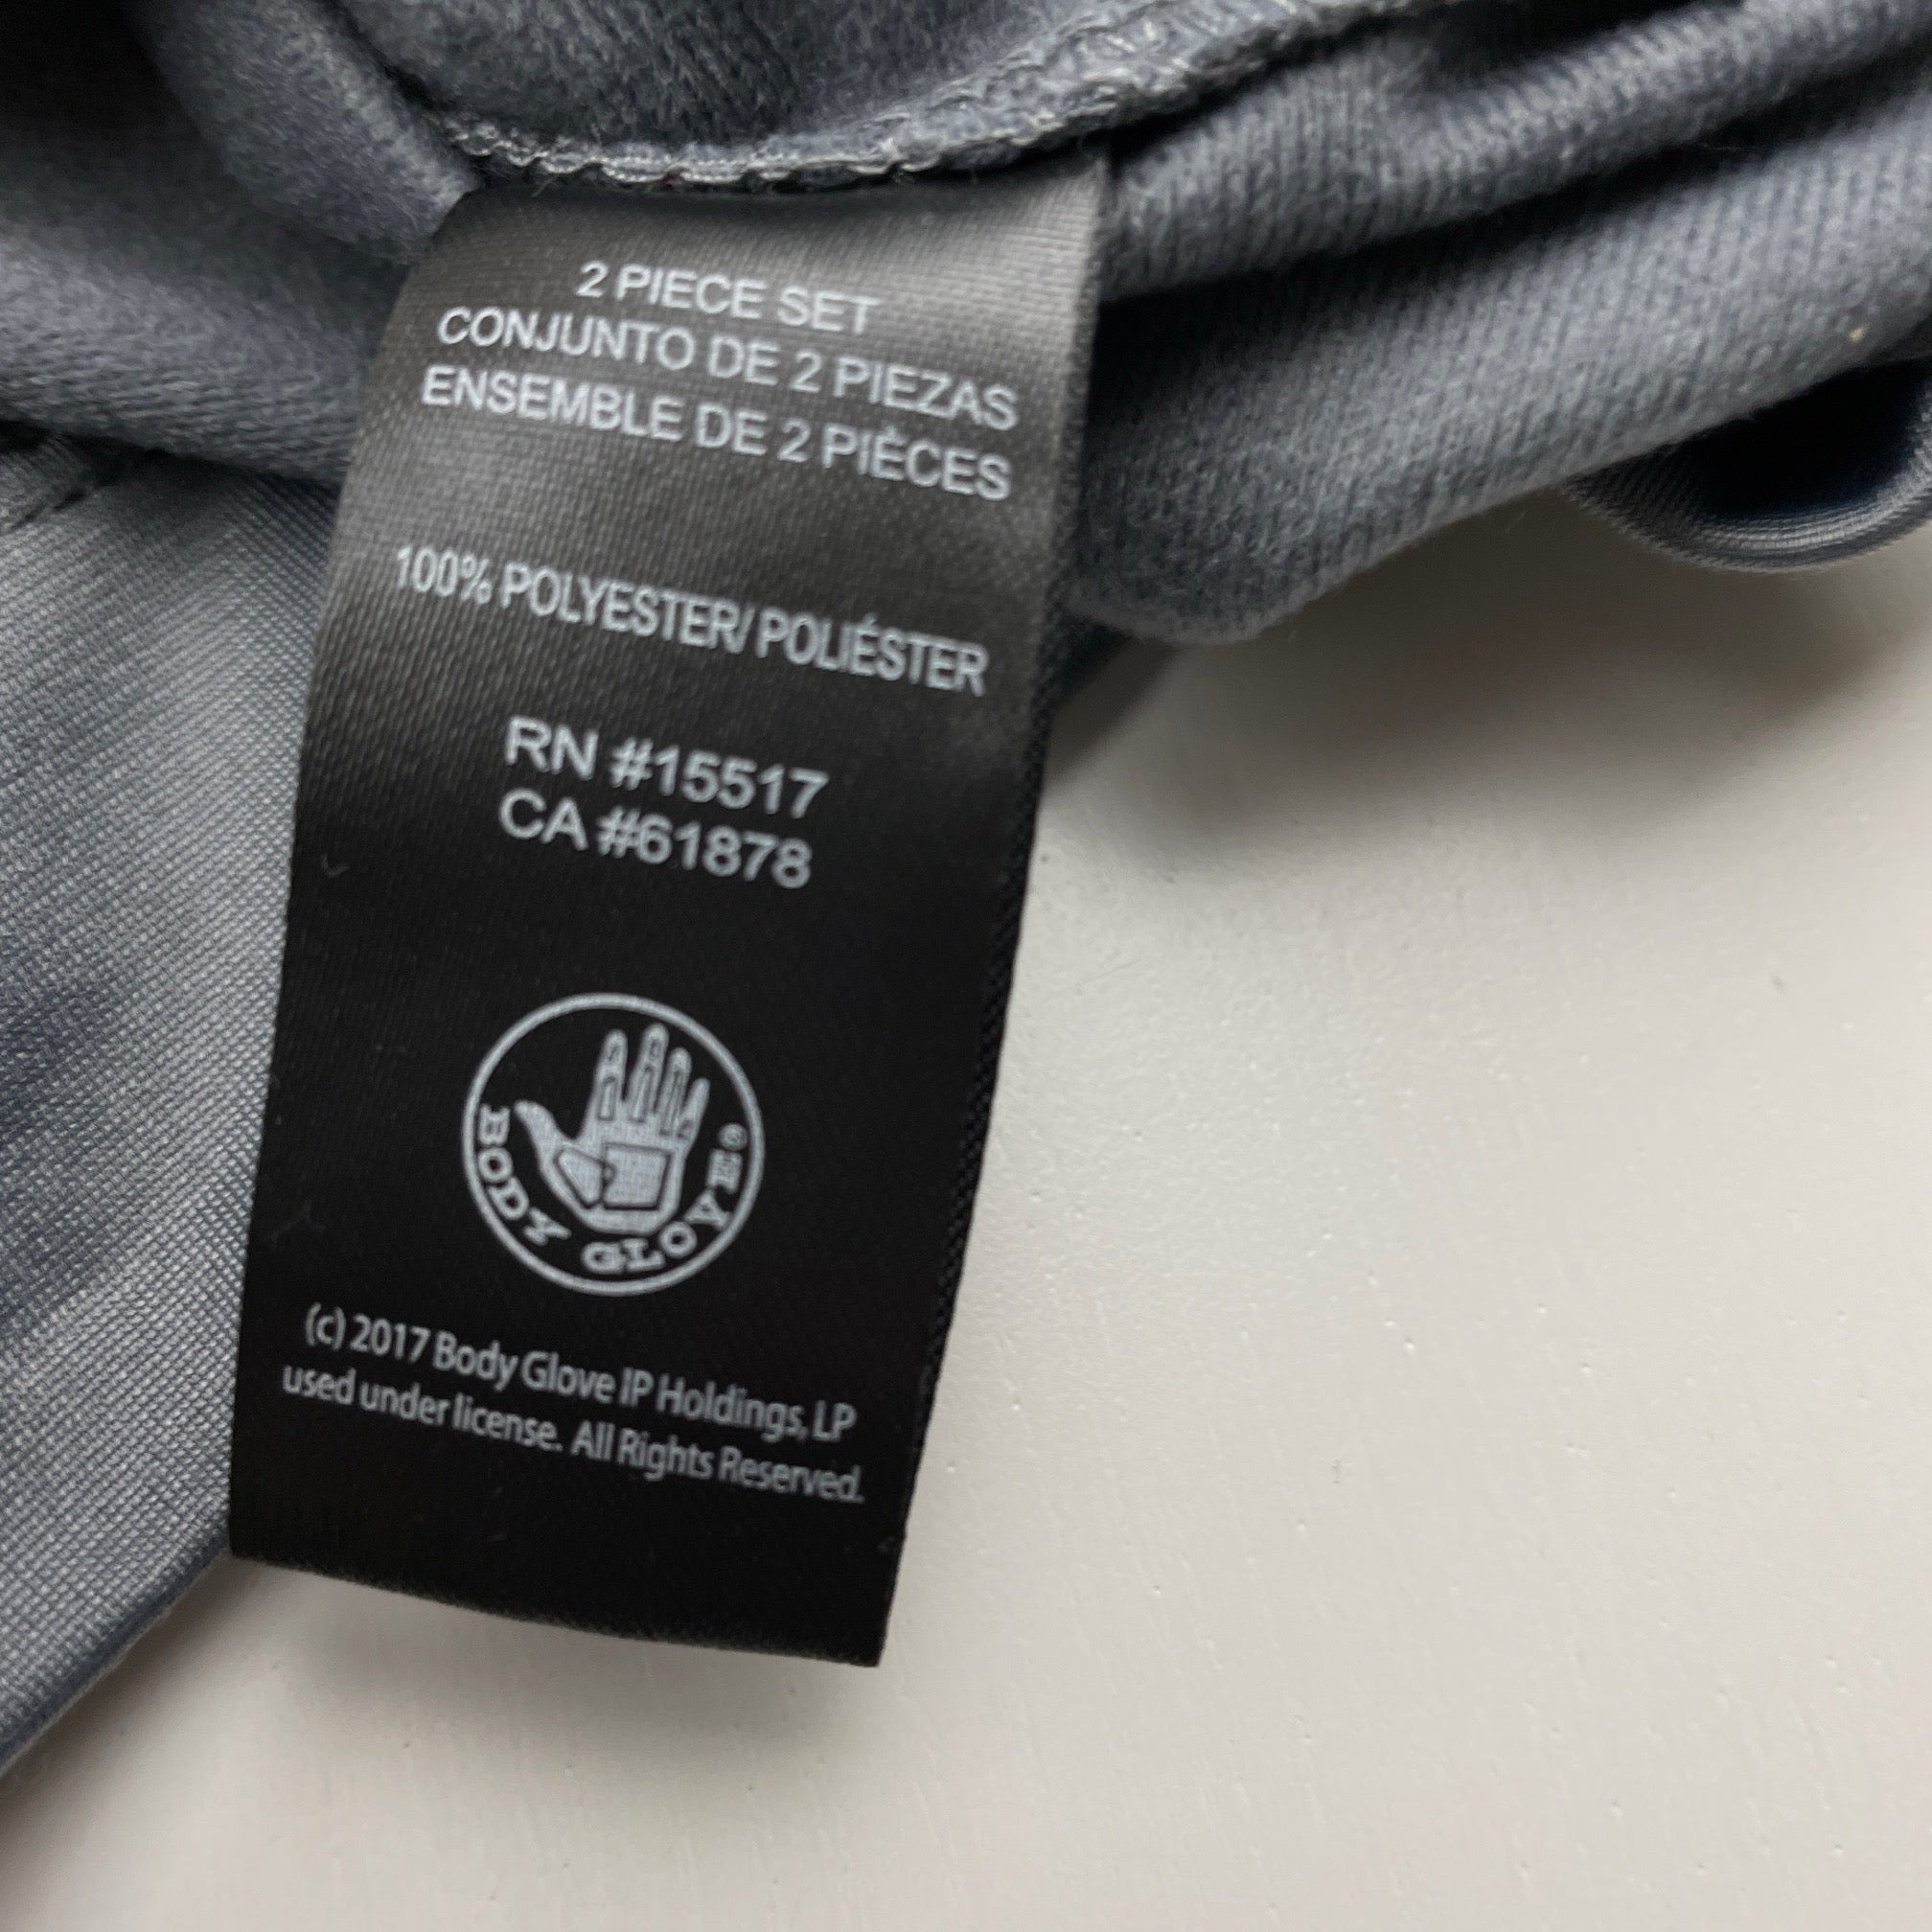 2 PIECE SET
CONJUNTO DE 2 PIEZAS
ENSEMBLE DE 2 PIÈCES
100% POLYESTER/ POLIÉSTER
RN #15517
CA #61878
BODY GLOVE®
(c) 2017 Body Glove IP Holdings, LP
used under license. All Rights Reserved.